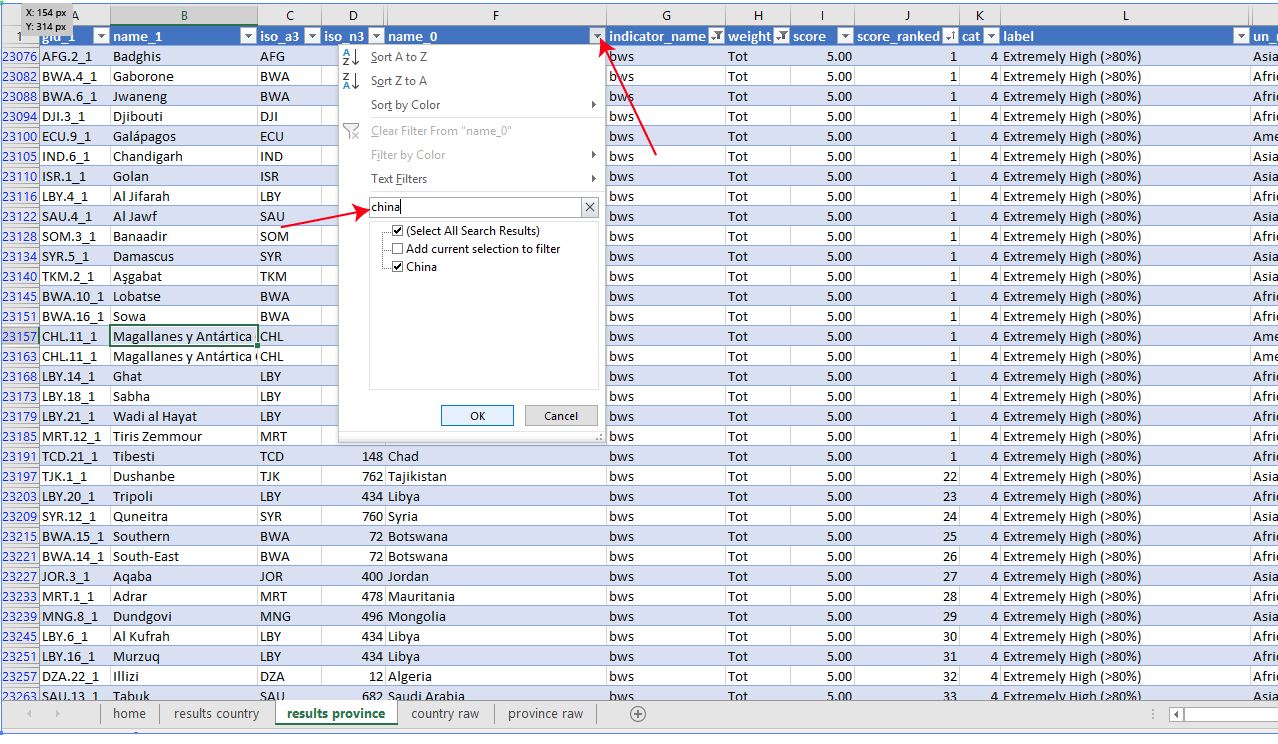 X: 154 px
Y: 314 px
A B C D F G H I J K L
1 gid_1 name_1 iso_a3 iso_n3 name_0 indicator_name weight score score_ranked cat label un_r
23076 AFG.2_1 Badghis AFG bws Tot 5.00 1 4 Extremely High (>80%) Asia
23082 BWA.4_1 Gaborone BWA bws Tot 5.00 1 4 Extremely High (>80%) Afri
23088 BWA.6_1 Jwaneng BWA bws Tot 5.00 1 4 Extremely High (>80%) Afri
23094 DJI.3_1 Djibouti DJI bws Tot 5.00 1 4 Extremely High (>80%) Afri
23100 ECU.9_1 Galápagos ECU bws Tot 5.00 1 4 Extremely High (>80%) Ame
23105 IND.6_1 Chandigarh IND bws Tot 5.00 1 4 Extremely High (>80%) Asia
23110 ISR.1_1 Golan ISR bws Tot 5.00 1 4 Extremely High (>80%) Asia
23116 LBY.4_1 Al Jifarah LBY bws Tot 5.00 1 4 Extremely High (>80%) Afri
23122 SAU.4_1 Al Jawf SAU bws Tot 5.00 1 4 Extremely High (>80%) Asia
23128 SOM.3_1 Banaadir SOM bws Tot 5.00 1 4 Extremely High (>80%) Afri
23134 SYR.5_1 Damascus SYR bws Tot 5.00 1 4 Extremely High (>80%) Asia
23140 TKM.2_1 Aşgabat TKM bws Tot 5.00 1 4 Extremely High (>80%) Asia
23145 BWA.10_1 Lobatse BWA bws Tot 5.00 1 4 Extremely High (>80%) Afri
23151 BWA.16_1 Sowa BWA bws Tot 5.00 1 4 Extremely High (>80%) Afri
23157 CHL.11_1 Magallanes y Antártica CHL bws Tot 5.00 1 4 Extremely High (>80%) Ame
23163 CHL.11_1 Magallanes y Antártica CHL bws Tot 5.00 1 4 Extremely High (>80%) Ame
23168 LBY.14_1 Ghat LBY bws Tot 5.00 1 4 Extremely High (>80%) Afri
23173 LBY.18_1 Sabha LBY bws Tot 5.00 1 4 Extremely High (>80%) Afri
23179 LBY.21_1 Wadi al Hayat LBY bws Tot 5.00 1 4 Extremely High (>80%) Afri
23185 MRT.12_1 Tiris Zemmour MRT bws Tot 5.00 1 4 Extremely High (>80%) Afri
23191 TCD.21_1 Tibesti TCD 148 Chad bws Tot 5.00 1 4 Extremely High (>80%) Afri
23197 TJK.1_1 Dushanbe TJK 762 Tajikistan bws Tot 5.00 22 4 Extremely High (>80%) Asia
23203 LBY.20_1 Tripoli LBY 434 Libya bws Tot 5.00 23 4 Extremely High (>80%) Afri
23209 SYR.12_1 Quneitra SYR 760 Syria bws Tot 5.00 24 4 Extremely High (>80%) Asia
23215 BWA.15_1 Southern BWA 72 Botswana bws Tot 5.00 25 4 Extremely High (>80%) Afri
23221 BWA.14_1 South-East BWA 72 Botswana bws Tot 5.00 26 4 Extremely High (>80%) Afri
23227 JOR.3_1 Aqaba JOR 400 Jordan bws Tot 5.00 27 4 Extremely High (>80%) Asia
23233 MRT.1_1 Adrar MRT 478 Mauritania bws Tot 5.00 28 4 Extremely High (>80%) Afri
23239 MNG.8_1 Dundgovi MNG 496 Mongolia bws Tot 5.00 29 4 Extremely High (>80%) Asia
23245 LBY.6_1 Al Kufrah LBY 434 Libya bws Tot 5.00 30 4 Extremely High (>80%) Afri
23251 LBY.16_1 Murzuq LBY 434 Libya bws Tot 5.00 31 4 Extremely High (>80%) Afri
23257 DZA.22_1 Illizi DZA 12 Algeria bws Tot 5.00 32 4 Extremely High (>80%) Afri
23263 SAU.13_1 Tabuk SAU 682 Saudi Arabia bws Tot 5.00 33 4 Extremely High (>80%) Asia
Sort A to Z
Sort Z to A
Sort by Color
Clear Filter From "name_0"
Filter by Color
Text Filters
china
(Select All Search Results)
Add current selection to filter
China
OK Cancel
home results country results province country raw province raw